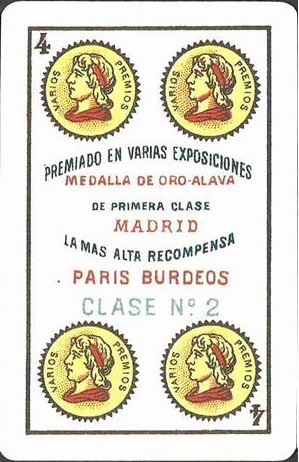 4
VARIOS PREMIOS
VARIOS PREMIOS
PREMIADO EN VARIAS EXPOSICIONES
MEDALLA DE ORO-ALAVA
DE PRIMERA CLASE
MADRID
LA MAS ALTA RECOMPENSA
PARIS BURDEOS
CLASE Nº 2
VARIOS PREMIOS
VARIOS PREMIOS
4